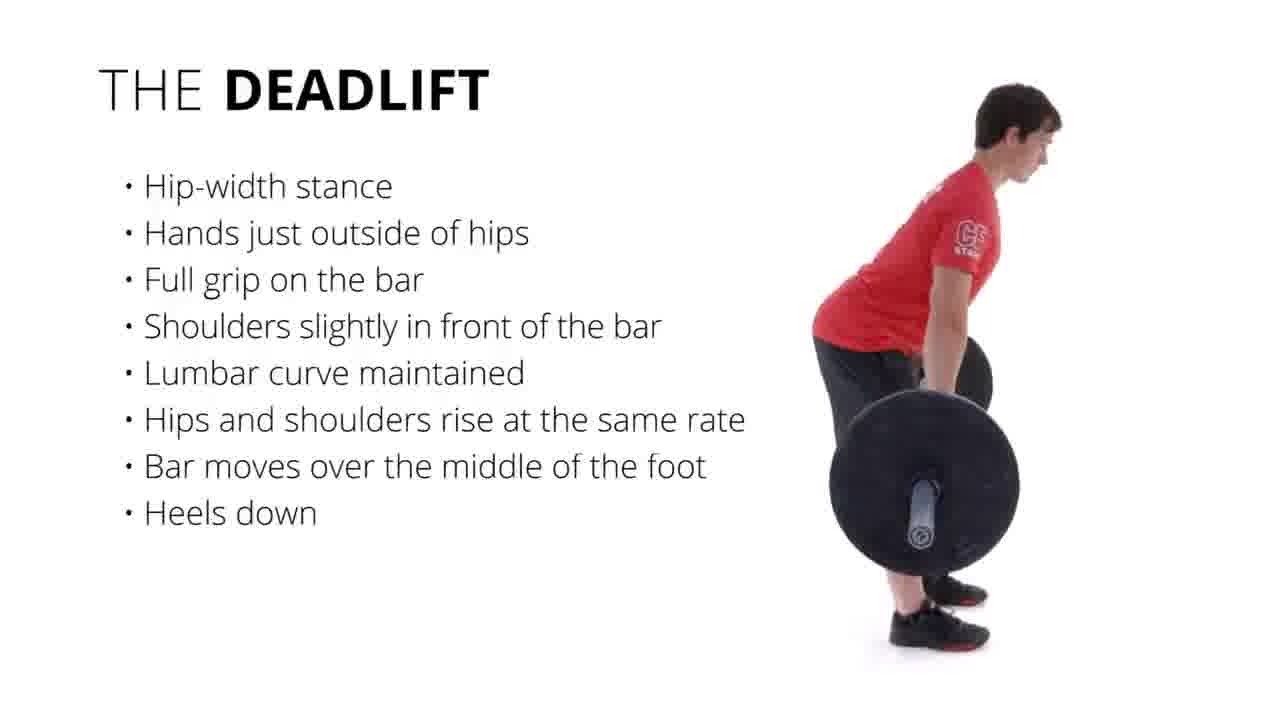 THE DEADLIFT
• Hip-width stance
• Hands just outside of hips
• Full grip on the bar
• Shoulders slightly in front of the bar
• Lumbar curve maintained
• Hips and shoulders rise at the same rate
• Bar moves over the middle of the foot
• Heels down